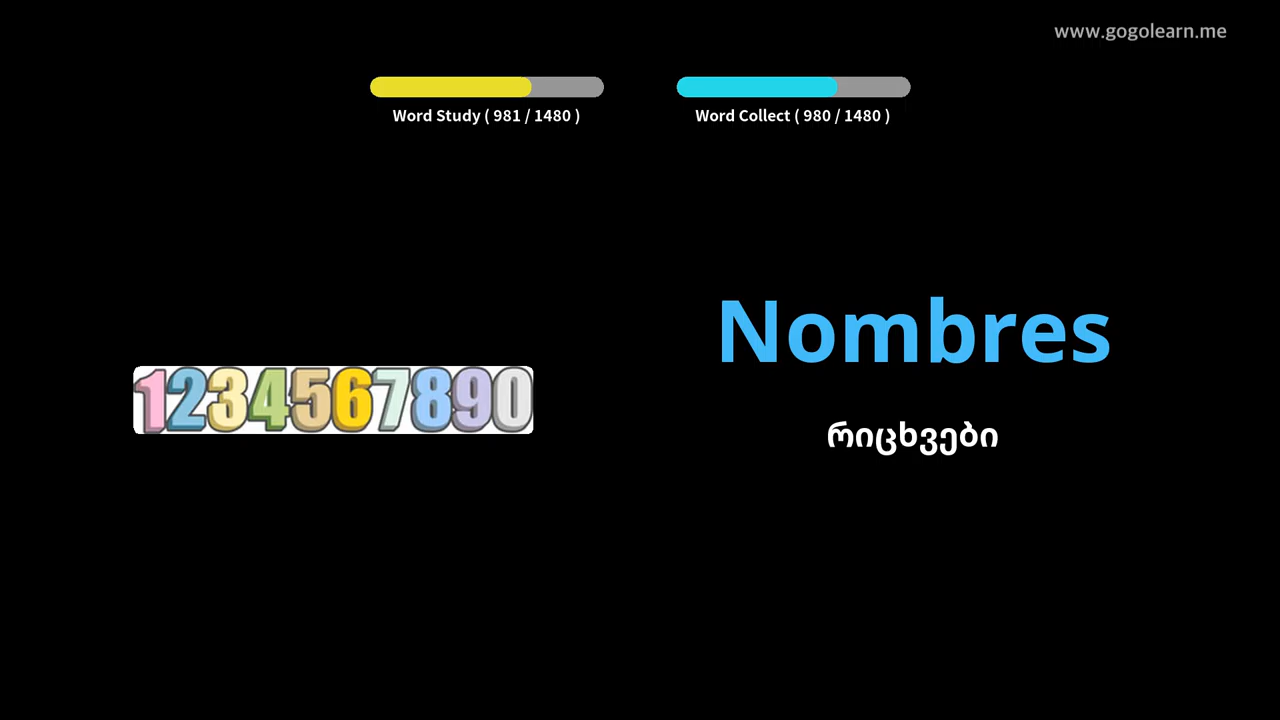 www.gogolearn.me
Word Study ( 981 / 1480 )
Word Collect ( 980 / 1480 )
Nombres
1234567890
რიცხვები